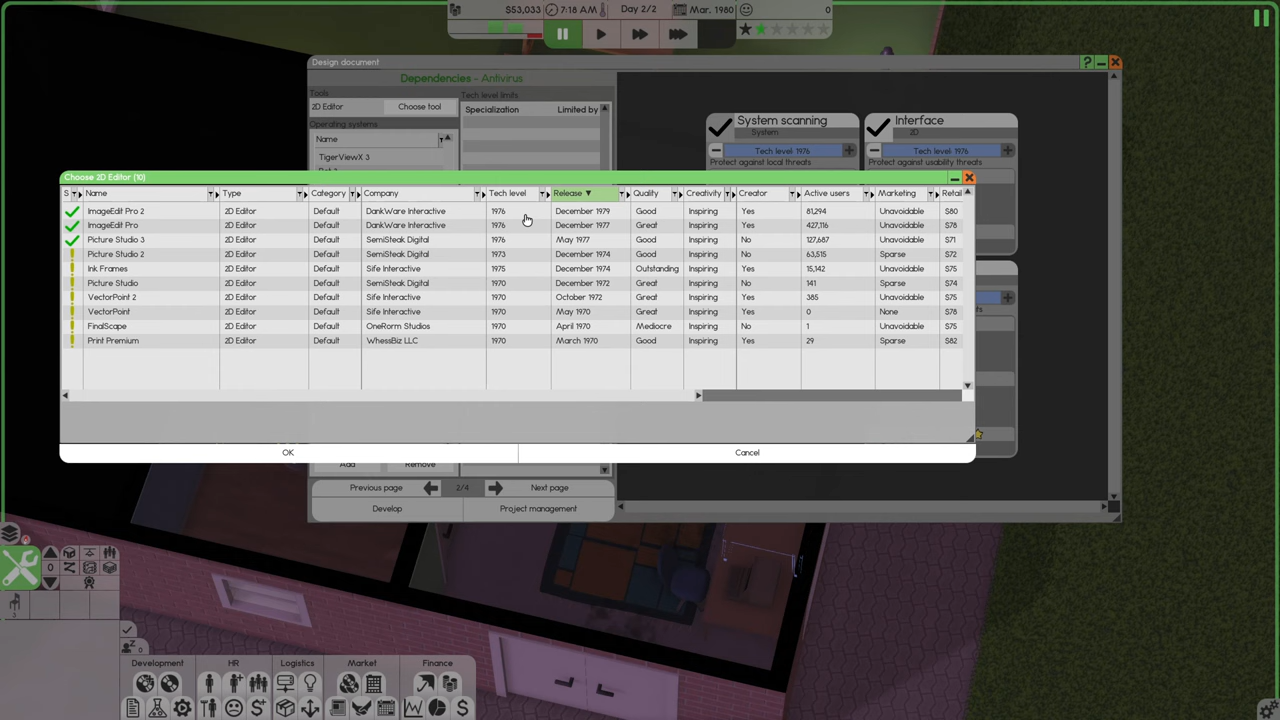 $53,033 7:18 AM Day 2/2 Mar. 1980 0
Design document
?
Dependencies - Antivirus
Tools
Tech level limits
2D Editor Choose tool
Specialization Limited by
Operating systems
Name
TigerViewX 3
System scanning
System
Tech level: 1976
Protect against local threats
Interface
2D
Tech level: 1976
Protect against usability threats
Choose 2D Editor (10)
S Name Type Category Company Tech level Release ▼ Quality Creativity Creator Active users Marketing Retail
ImageEdit Pro 2 2D Editor Default DankWare Interactive 1976 December 1979 Good Inspiring Yes 81,294 Unavoidable $80
ImageEdit Pro 2D Editor Default DankWare Interactive 1976 December 1977 Great Inspiring Yes 427,116 Unavoidable $78
Picture Studio 3 2D Editor Default SemiSteak Digital 1976 May 1977 Good Inspiring No 127,687 Unavoidable $71
Picture Studio 2 2D Editor Default SemiSteak Digital 1973 December 1974 Good Inspiring No 63,515 Sparse $72
Ink Frames 2D Editor Default Sife Interactive 1975 December 1974 Outstanding Inspiring Yes 15,142 Unavoidable $75
Picture Studio 2D Editor Default SemiSteak Digital 1970 December 1972 Great Inspiring No 141 Sparse $74
VectorPoint 2 2D Editor Default Sife Interactive 1970 October 1972 Great Inspiring Yes 385 Unavoidable $75
VectorPoint 2D Editor Default Sife Interactive 1970 May 1970 Great Inspiring Yes 0 None $78
FinalScape 2D Editor Default OneRorm Studios 1970 April 1970 Mediocre Inspiring No 1 Unavoidable $75
Print Premium 2D Editor Default WhessBiz LLC 1970 March 1970 Good Inspiring Yes 29 Sparse $82
OK Cancel
Add Remove
Previous page 2/4 Next page
Develop Project management
0
3
0
Development HR Logistics Market Finance